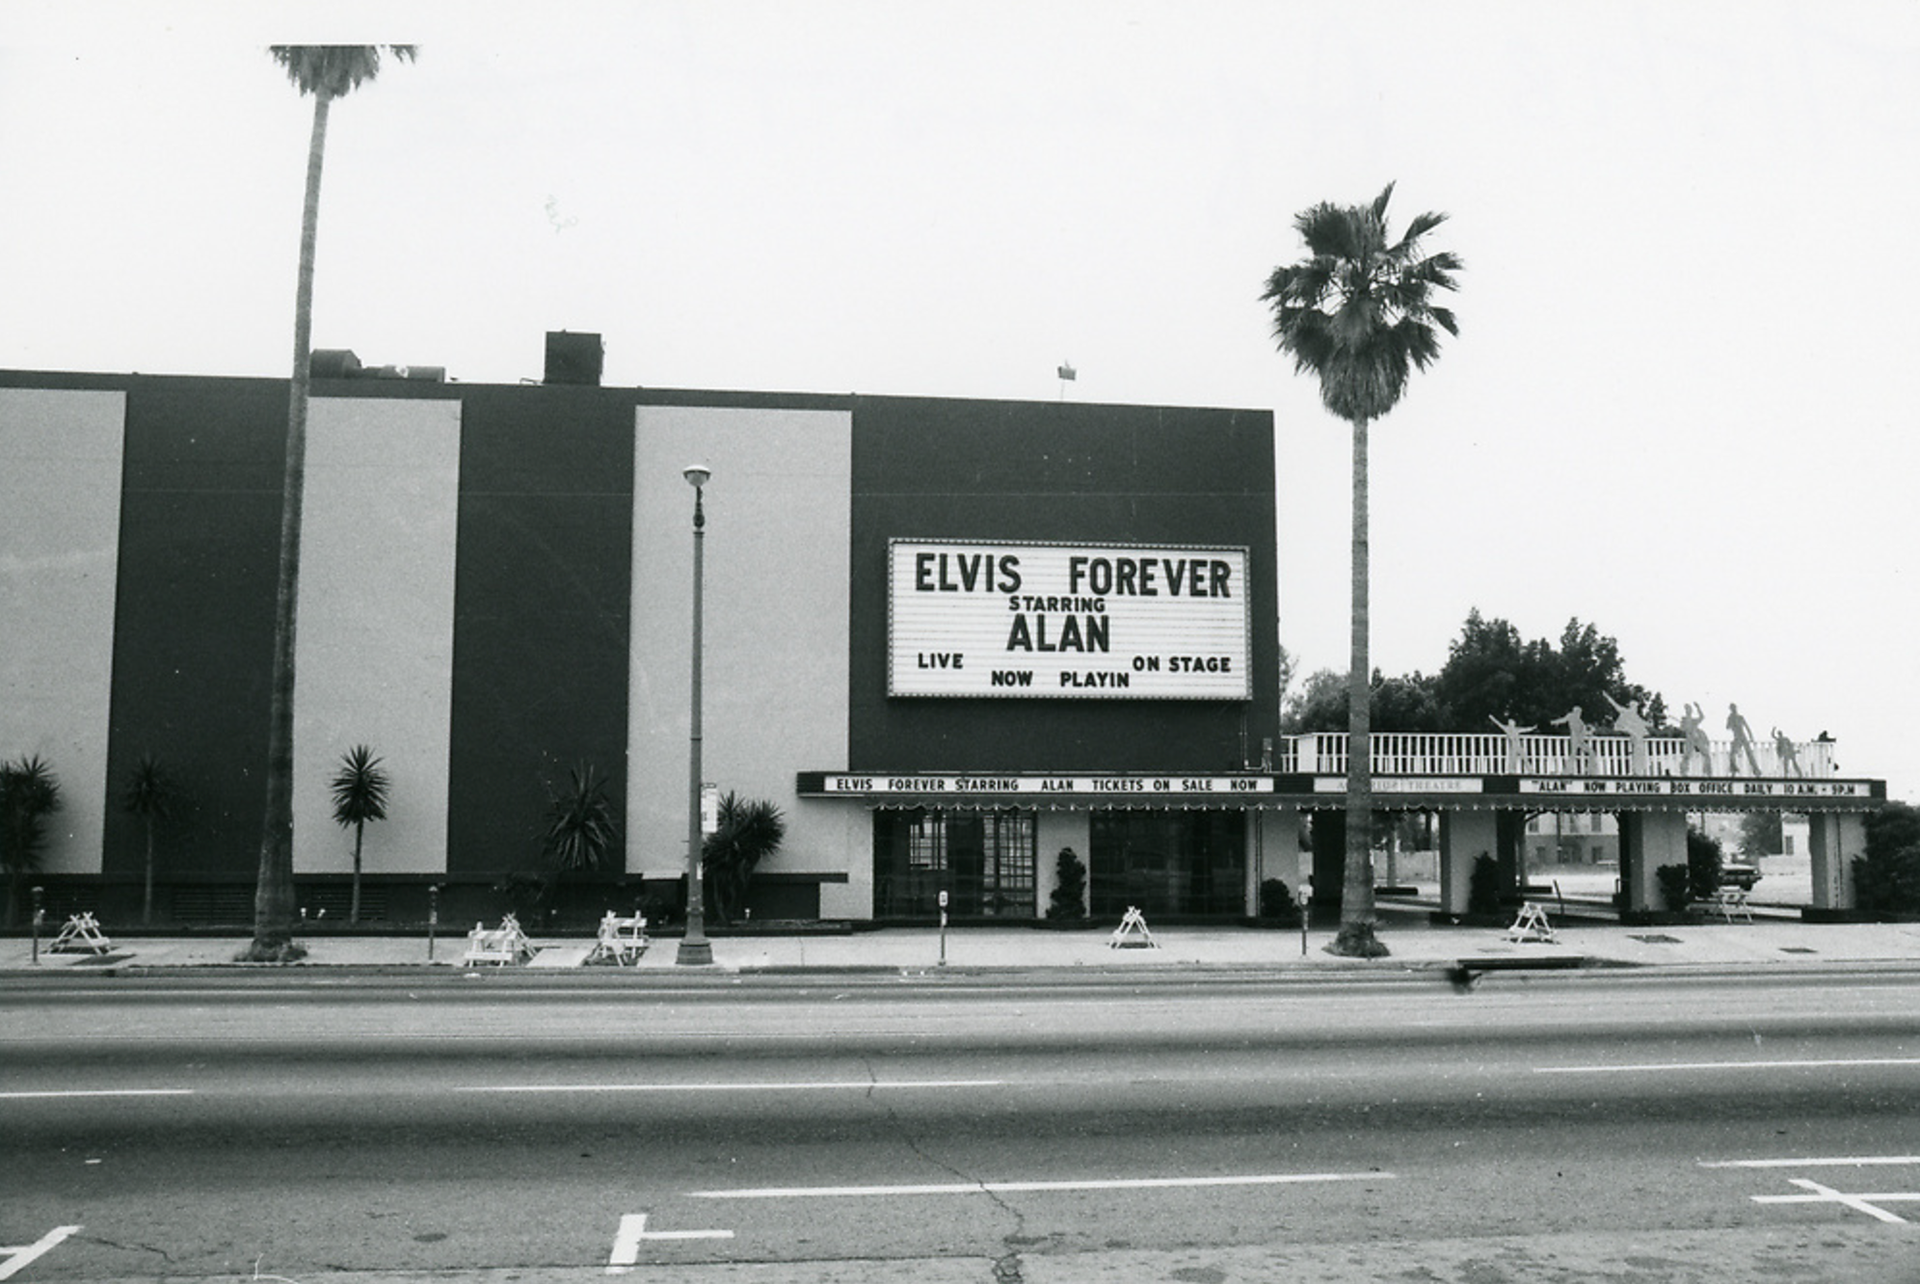 ELVIS FOREVER
STARRING
ALAN
LIVE ON STAGE
NOW PLAYIN
ELVIS FOREVER STARRING ALAN TICKETS ON SALE NOW
THEATRE
"ALAN" NOW PLAYING BOX OFFICE DAILY 10 A.M. - 9P.M